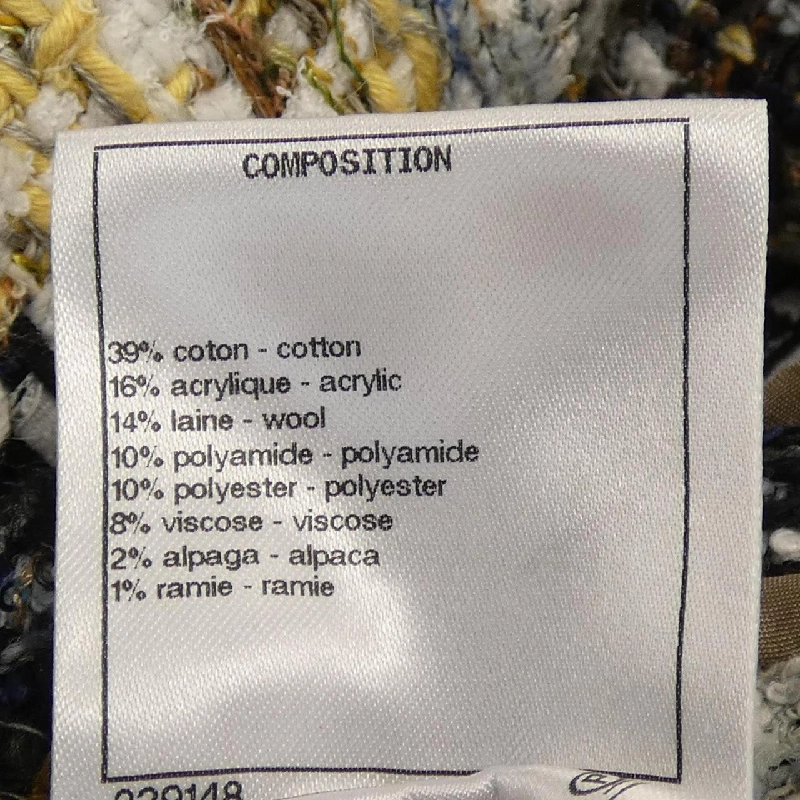 COMPOSITION
39% coton - cotton
16% acrylique - acrylic
14% laine - wool
10% polyamide - polyamide
10% polyester - polyester
8% viscose - viscose
2% alpaga - alpaca
1% ramie - ramie